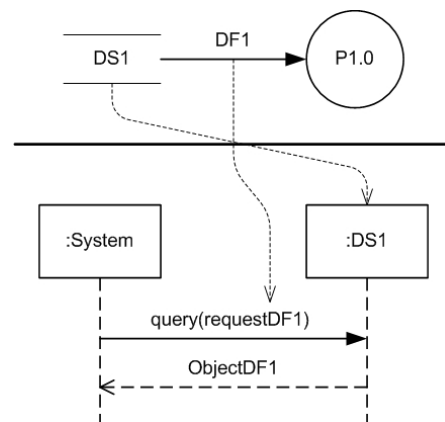 DF1
DS1
P1.0
:System
:DS1
query(requestDF1)
ObjectDF1